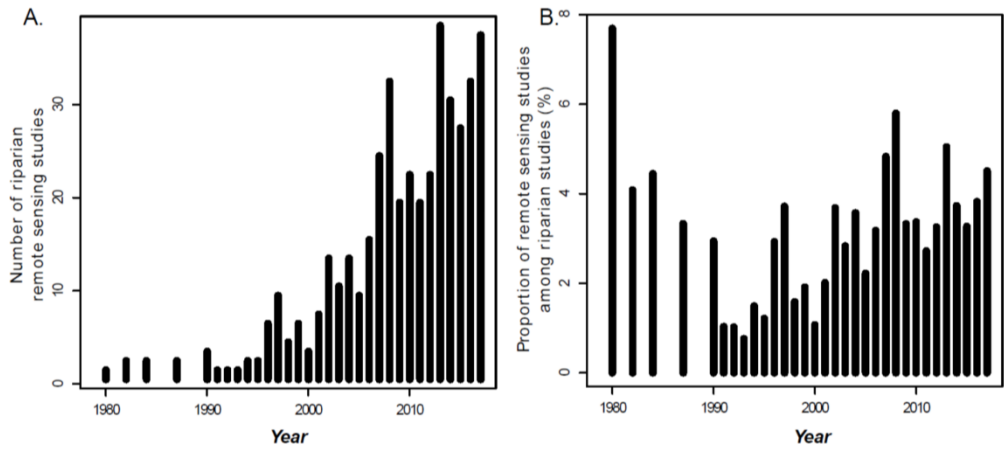 A.
Number of riparian
remote sensing studies
30
20
10
0
1980
1990
2000
2010
Year
B.
Proportion of remote sensing studies
among riparian studies (%)
8
6
4
2
0
1980
1990
2000
2010
Year